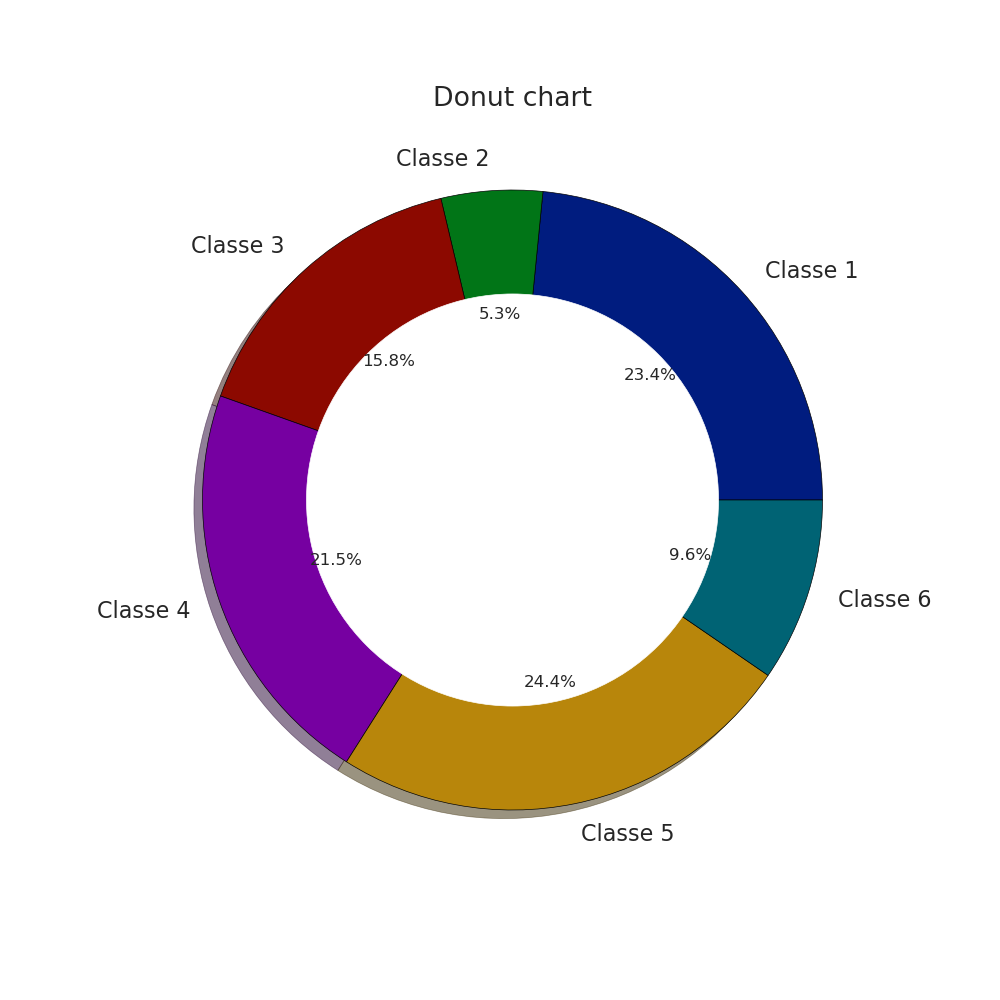 Donut chart
Classe 2
Classe 3
Classe 1
5.3%
15.8%
23.4%
21.5%
9.6%
Classe 6
Classe 4
24.4%
Classe 5